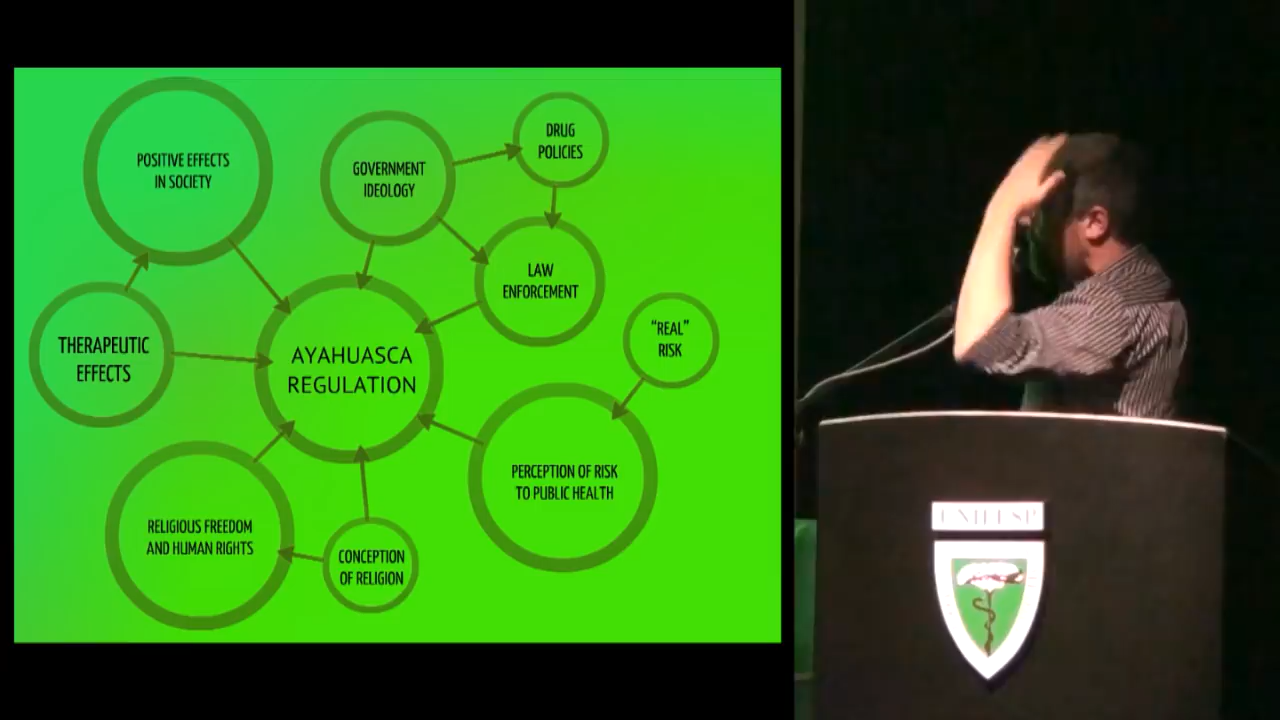 POSITIVE EFFECTS
IN SOCIETY
GOVERNMENT
IDEOLOGY
DRUG
POLICIES
LAW
ENFORCEMENT
"REAL"
RISK
THERAPEUTIC
EFFECTS
AYAHUASCA
REGULATION
PERCEPTION OF RISK
TO PUBLIC HEALTH
RELIGIOUS FREEDOM
AND HUMAN RIGHTS
CONCEPTION
OF RELIGION
UNIFESP